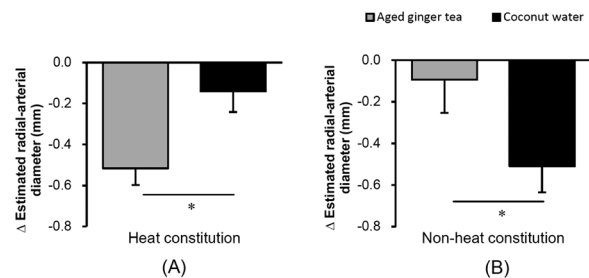 Aged ginger tea Coconut water
0.0
-0.2
-0.4
-0.6
-0.8
Δ Estimated radial-arterial
diameter (mm)
*
Heat constitution
(A)
0.0
-0.2
-0.4
-0.6
-0.8
Δ Estimated radial-arterial
diameter (mm)
*
Non-heat constitution
(B)